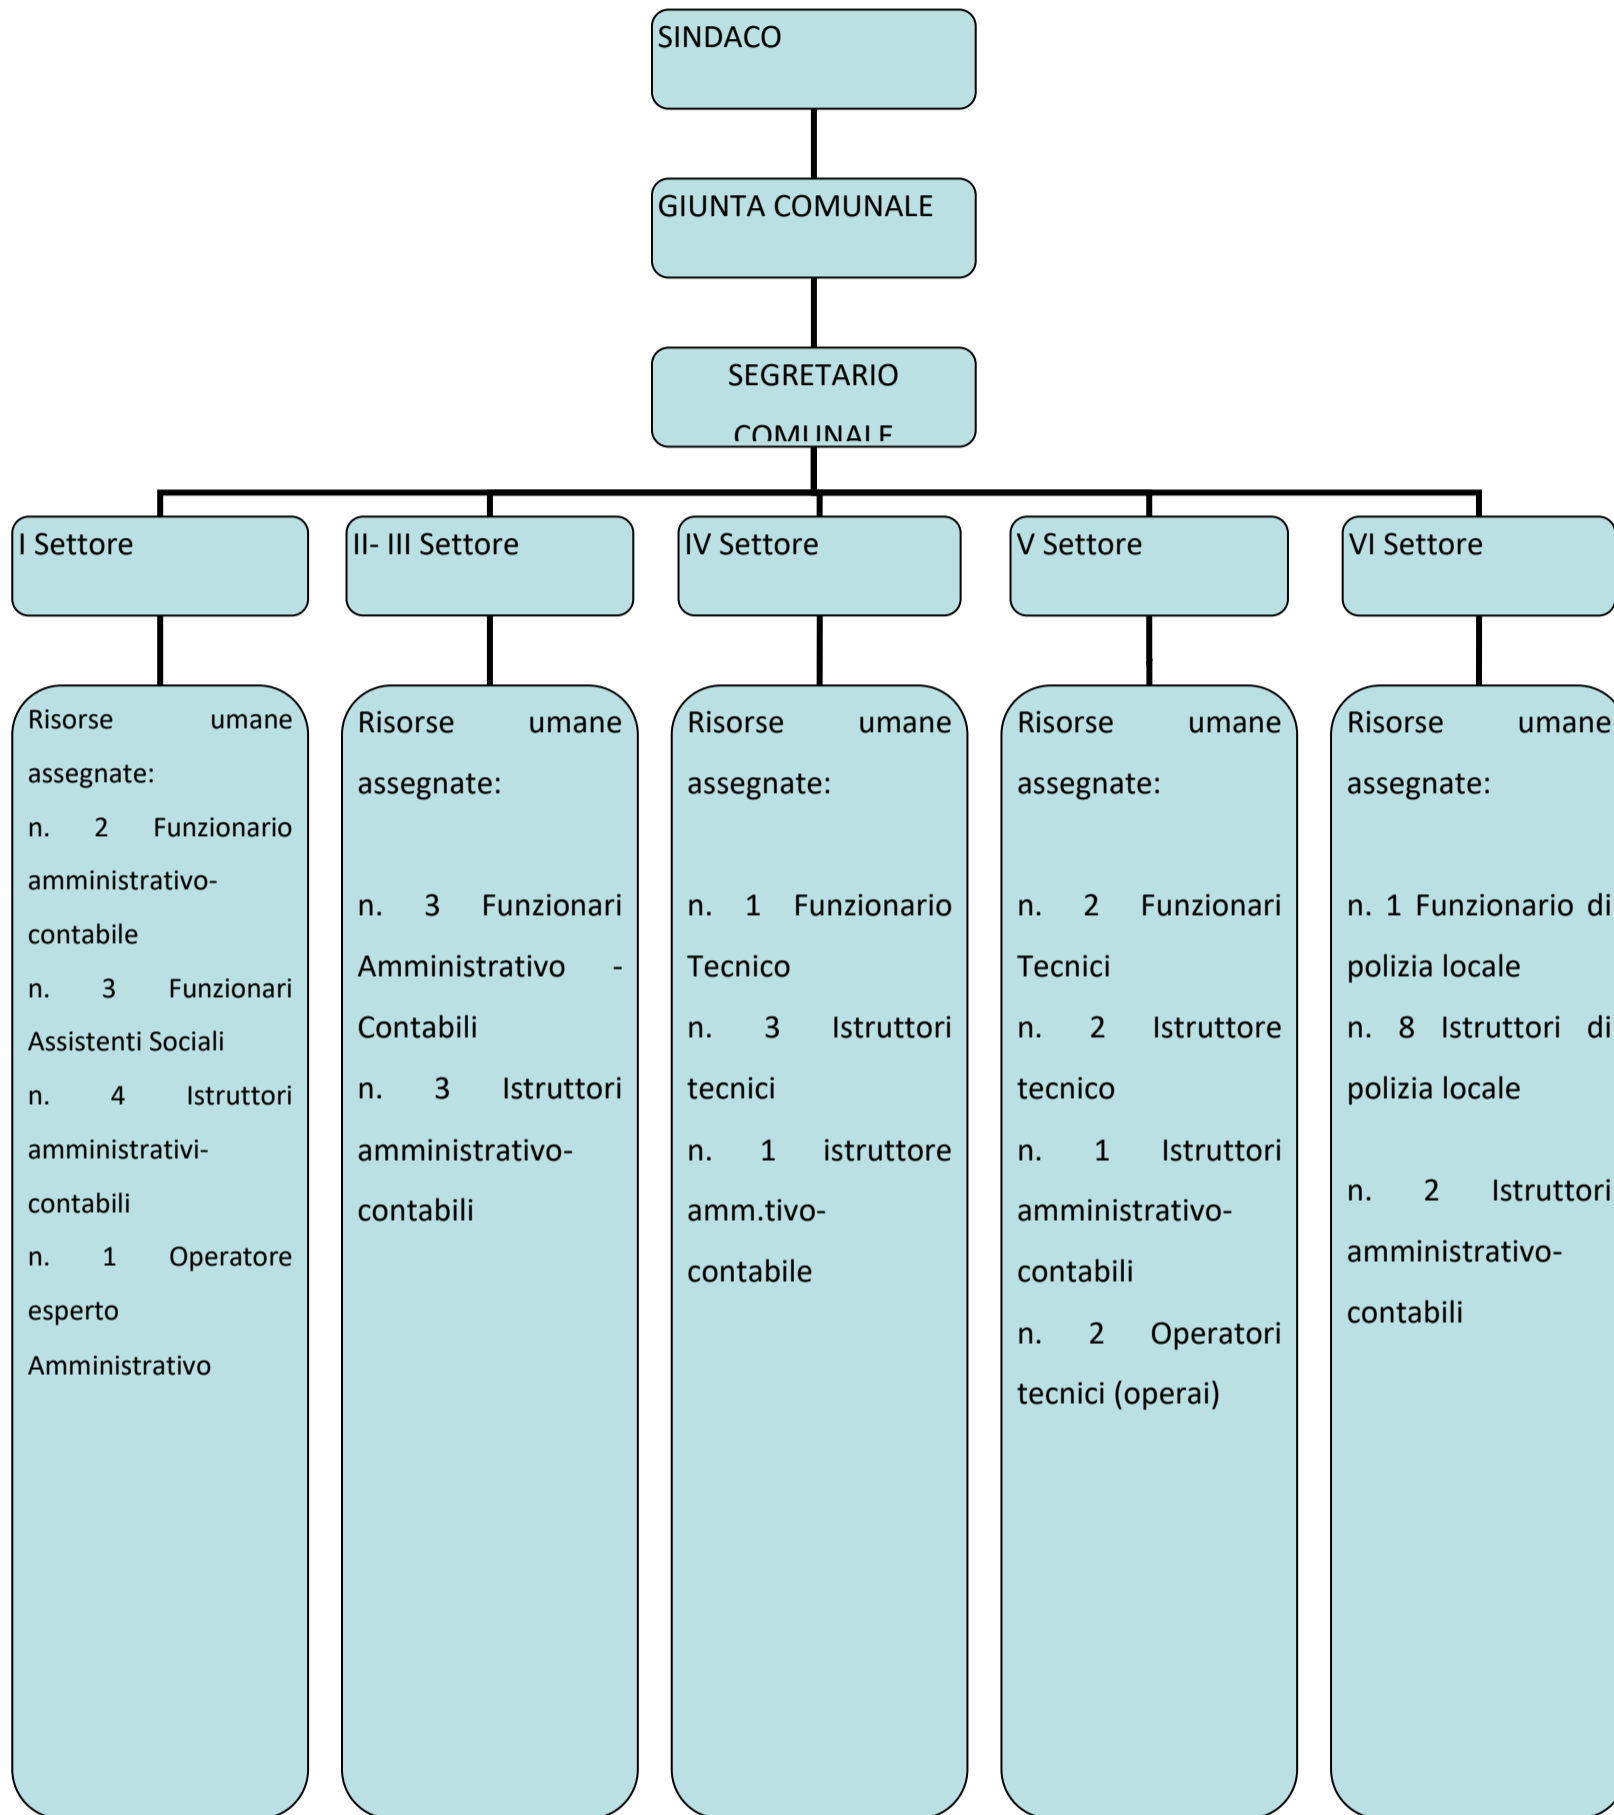 SINDACO
GIUNTA COMUNALE
SEGRETARIO
COMUNALE
I Settore
II- III Settore
IV Settore
V Settore
VI Settore
Risorse umane
assegnate:
n. 2 Funzionario
amministrativo-
contabile
n. 3 Funzionari
Assistenti Sociali
n. 4 Istruttori
amministrativi-
contabili
n. 1 Operatore
esperto
Amministrativo
Risorse umane
assegnate:
n. 3 Funzionari
Amministrativo -
Contabili
n. 3 Istruttori
amministrativo-
contabili
Risorse umane
assegnate:
n. 1 Funzionario
Tecnico
n. 3 Istruttori
tecnici
n. 1 istruttore
amm.tivo-
contabile
Risorse umane
assegnate:
n. 2 Funzionari
Tecnici
n. 2 Istruttore
tecnico
n. 1 Istruttori
amministrativo-
contabili
n. 2 Operatori
tecnici (operai)
Risorse umane
assegnate:
n. 1 Funzionario di
polizia locale
n. 8 Istruttori di
polizia locale
n. 2 Istruttori
amministrativo-
contabili